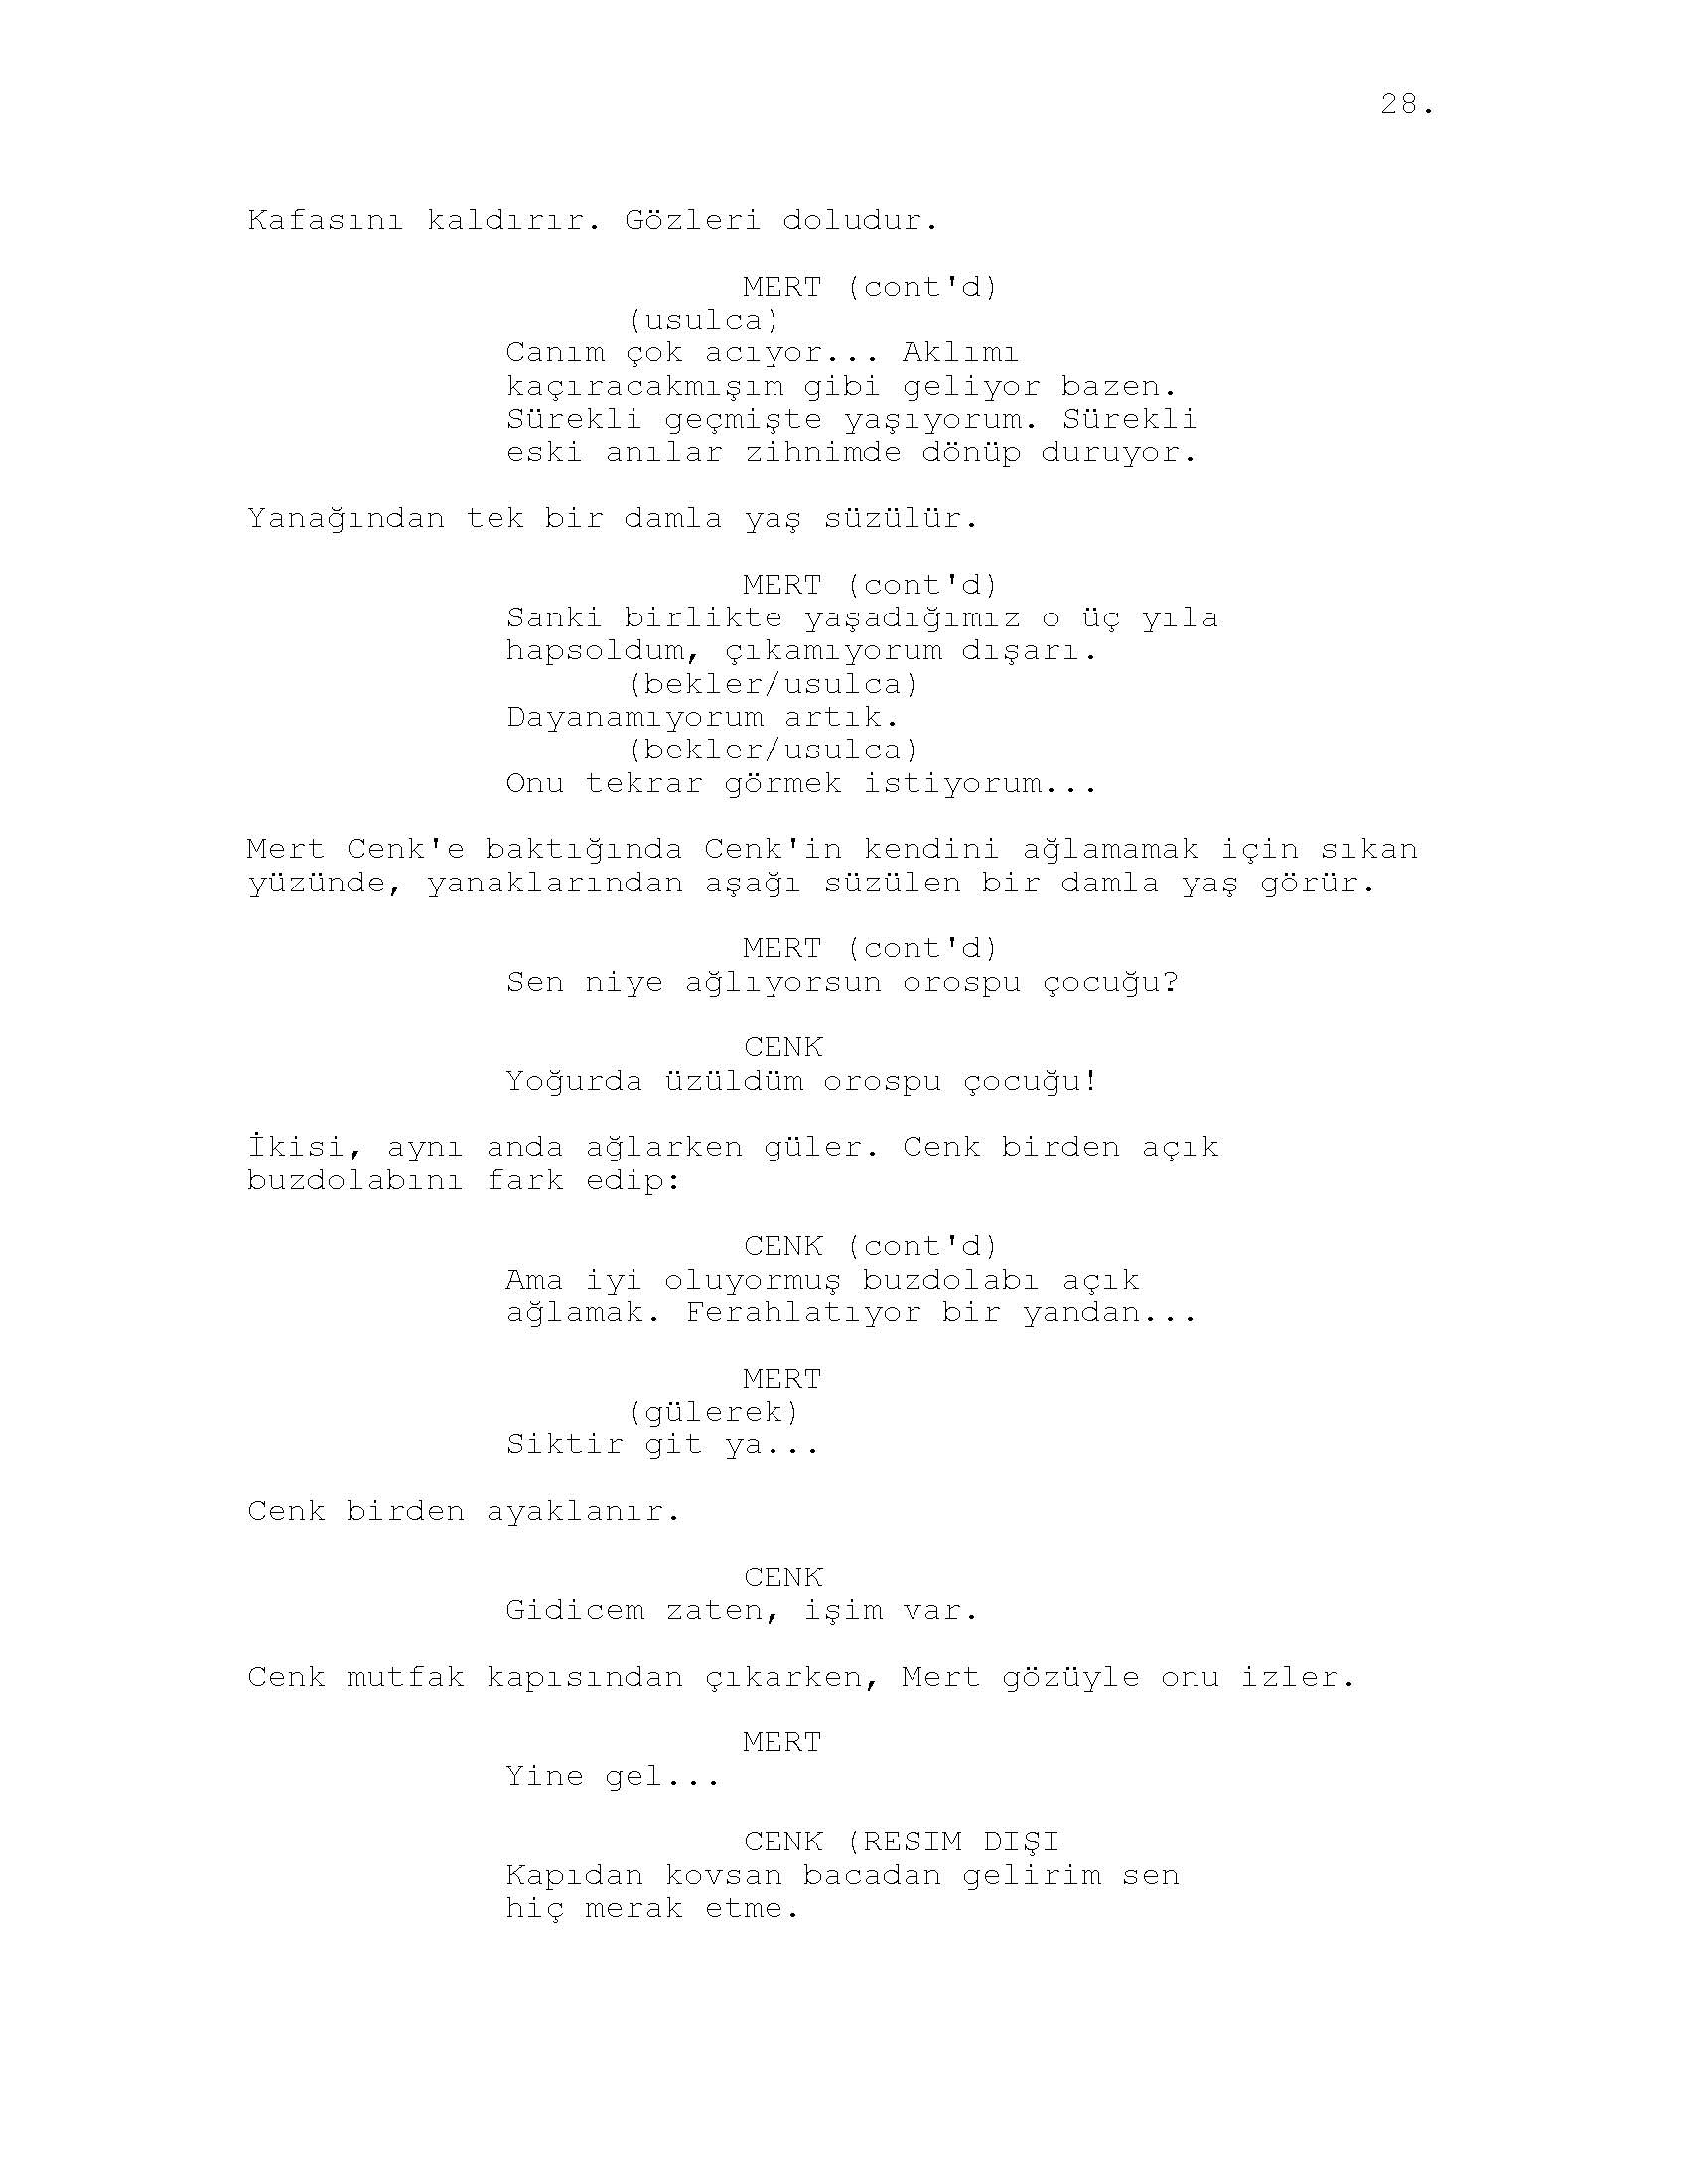 28.
Kafasını kaldırır. Gözleri doludur.
MERT (cont'd)
(usulca)
Canım çok acıyor... Aklımı
kaçıracakmışım gibi geliyor bazen.
Sürekli geçmişte yaşıyorum. Sürekli
eski anılar zihnimde dönüp duruyor.
Yanağından tek bir damla yaş süzülür.
MERT (cont'd)
Sanki birlikte yaşadığımız o üç yıla
hapsoldum, çıkamıyorum dışarı.
(bekler/usulca)
Dayanamıyorum artık.
(bekler/usulca)
Onu tekrar görmek istiyorum...
Mert Cenk'e baktığında Cenk'in kendini ağlamamak için sıkan
yüzünde, yanaklarından aşağı süzülen bir damla yaş görür.
MERT (cont'd)
Sen niye ağlıyorsun orospu çocuğu?
CENK
Yoğurda üzüldüm orospu çocuğu!
İkisi, aynı anda ağlarken güler. Cenk birden açık
buzdolabını fark edip:
CENK (cont'd)
Ama iyi oluyormuş buzdolabı açık
ağlamak. Ferahlatıyor bir yandan...
MERT
(gülerek)
Siktir git ya...
Cenk birden ayaklanır.
CENK
Gidicem zaten, işim var.
Cenk mutfak kapısından çıkarken, Mert gözüyle onu izler.
MERT
Yine gel...
CENK (RESIM DIŞI
Kapıdan kovsan bacadan gelirim sen
hiç merak etme.